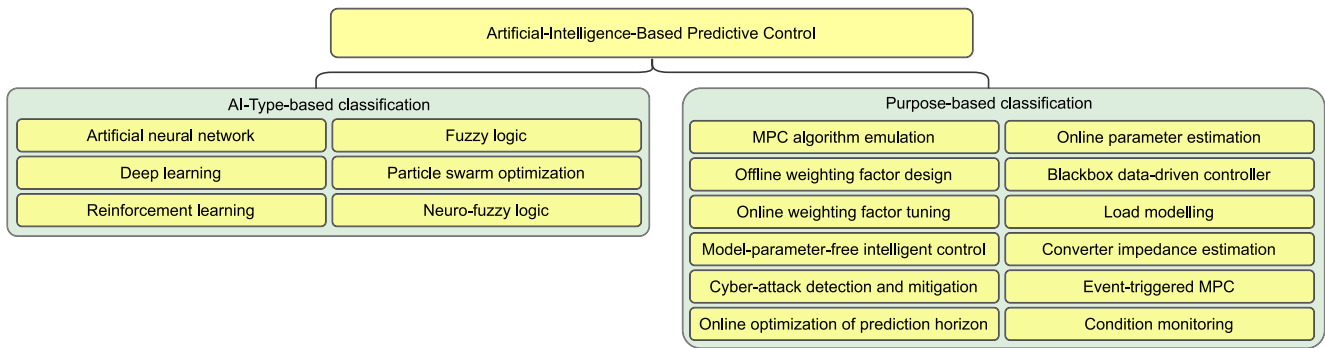 Artificial-Intelligence-Based Predictive Control
AI-Type-based classification
Artificial neural network
Fuzzy logic
Deep learning
Particle swarm optimization
Reinforcement learning
Neuro-fuzzy logic
Purpose-based classification
MPC algorithm emulation
Online parameter estimation
Offline weighting factor design
Blackbox data-driven controller
Online weighting factor tuning
Load modelling
Model-parameter-free intelligent control
Converter impedance estimation
Cyber-attack detection and mitigation
Event-triggered MPC
Online optimization of prediction horizon
Condition monitoring